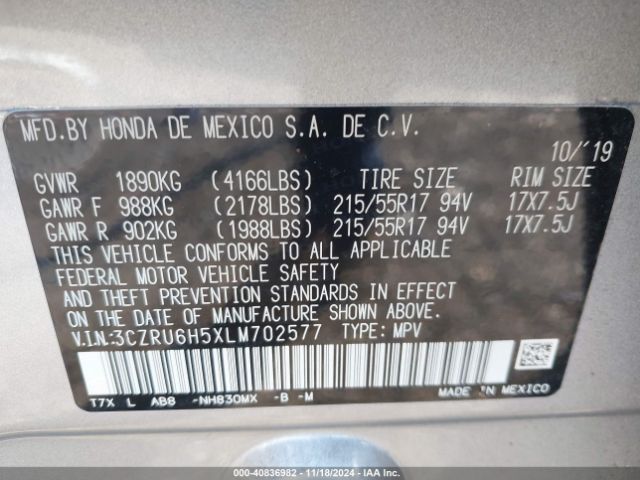 MFD.BY HONDA DE MEXICO S.A. DE C.V.
10/'19
GVWR 1890KG (4166LBS) TIRE SIZE RIM SIZE
GAWR F 988KG (2178LBS) 215/55R17 94V 17X7.5J
GAWR R 902KG (1988LBS) 215/55R17 94V 17X7.5J
THIS VEHICLE CONFORMS TO ALL APPLICABLE
FEDERAL MOTOR VEHICLE SAFETY
AND THEFT PREVENTION STANDARDS IN EFFECT
ON THE DATE OF MANUFACTURE SHOWN ABOVE.
V.I.N:3CZRU6H5XLM702577 TYPE: MPV
T7X L AB8 -NH830MX -B -M MADE IN MEXICO
000-40836982 | 11/18/2024 | IAA Inc.